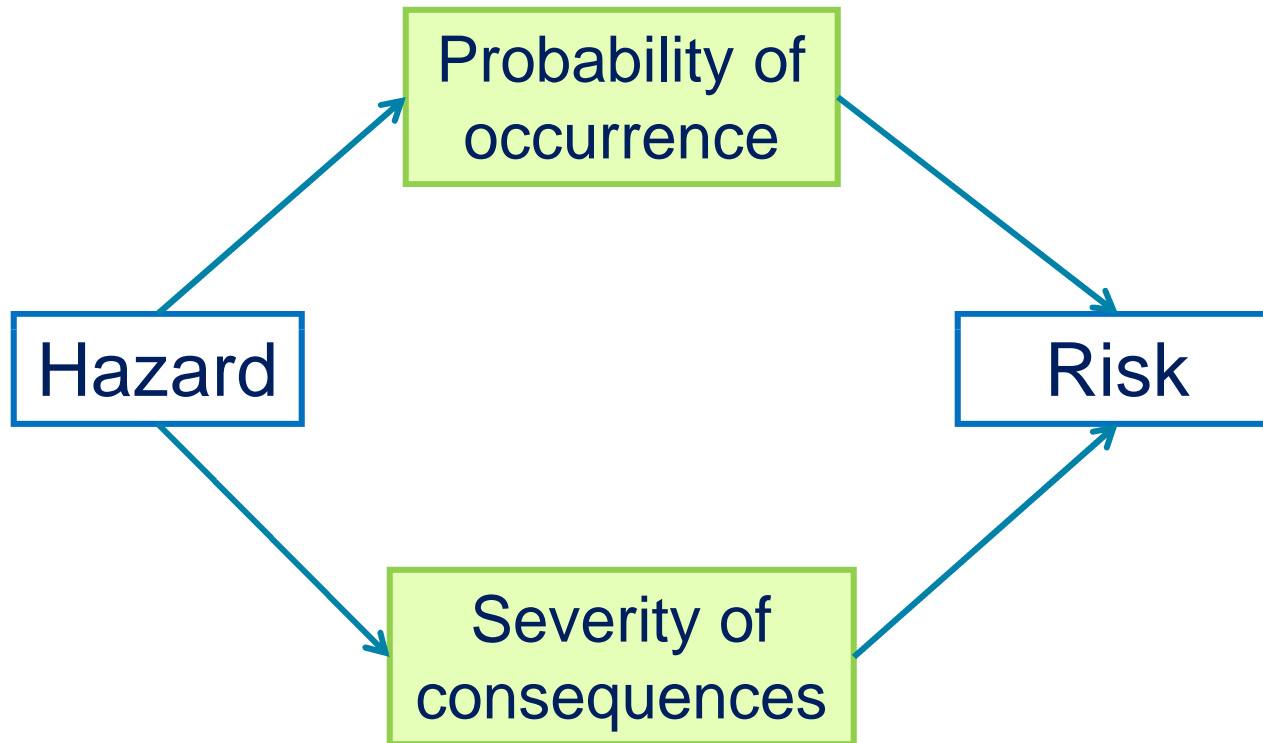 Probability of
occurrence
Hazard
Risk
Severity of
consequences